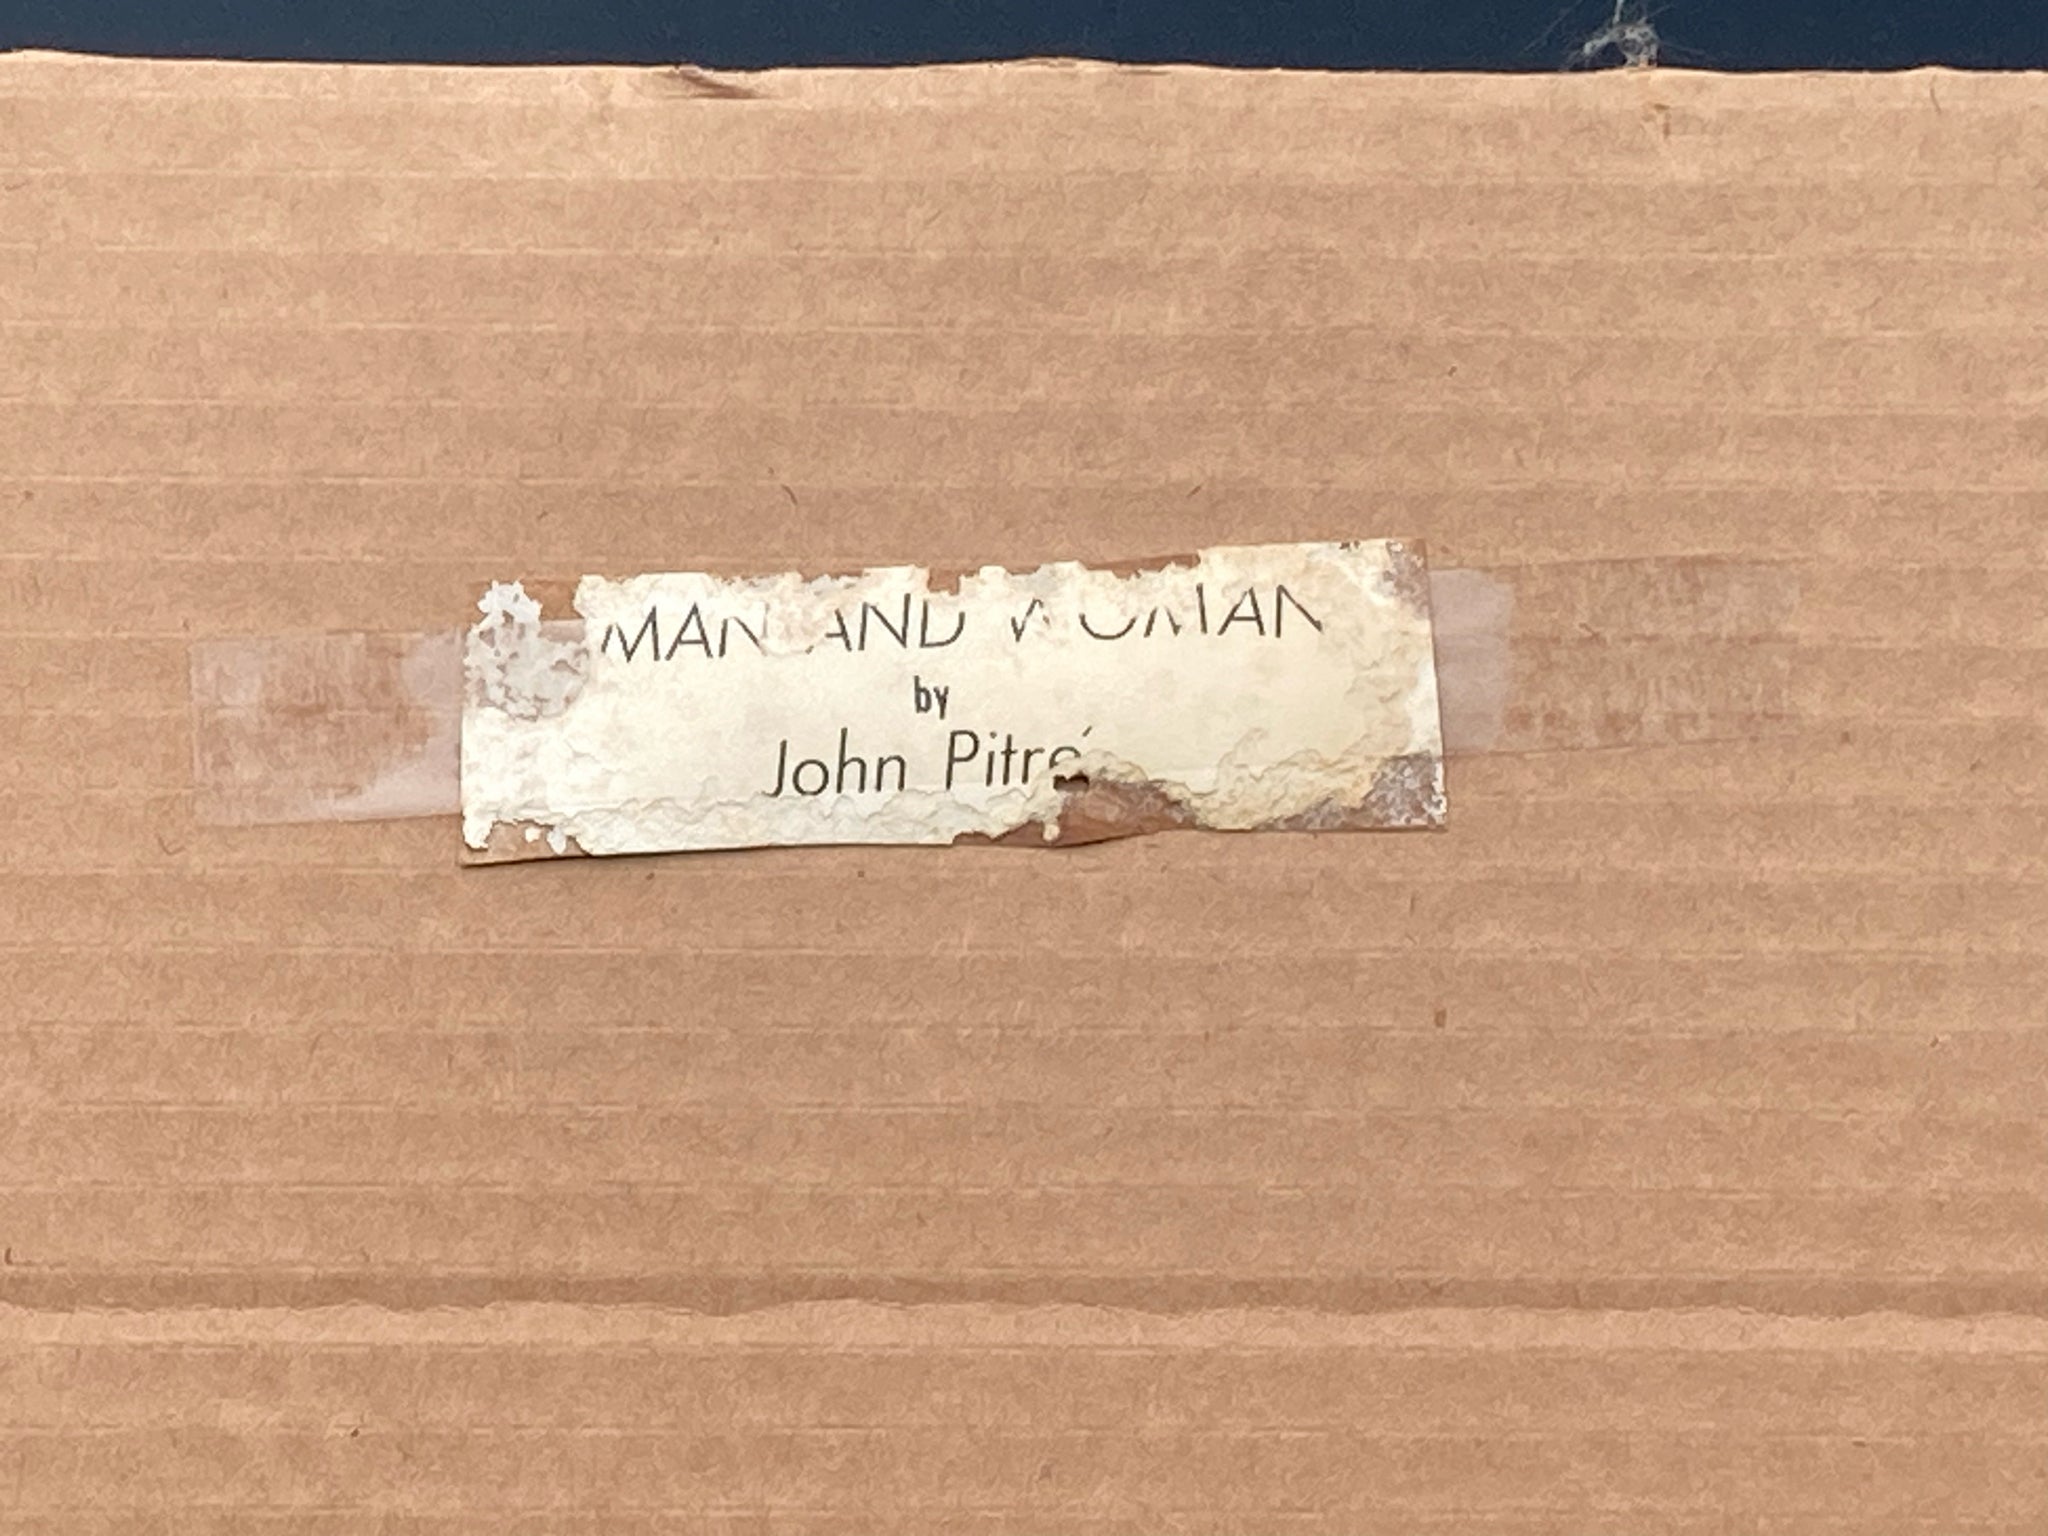 MAN AND WOMAN
by
John Pitré